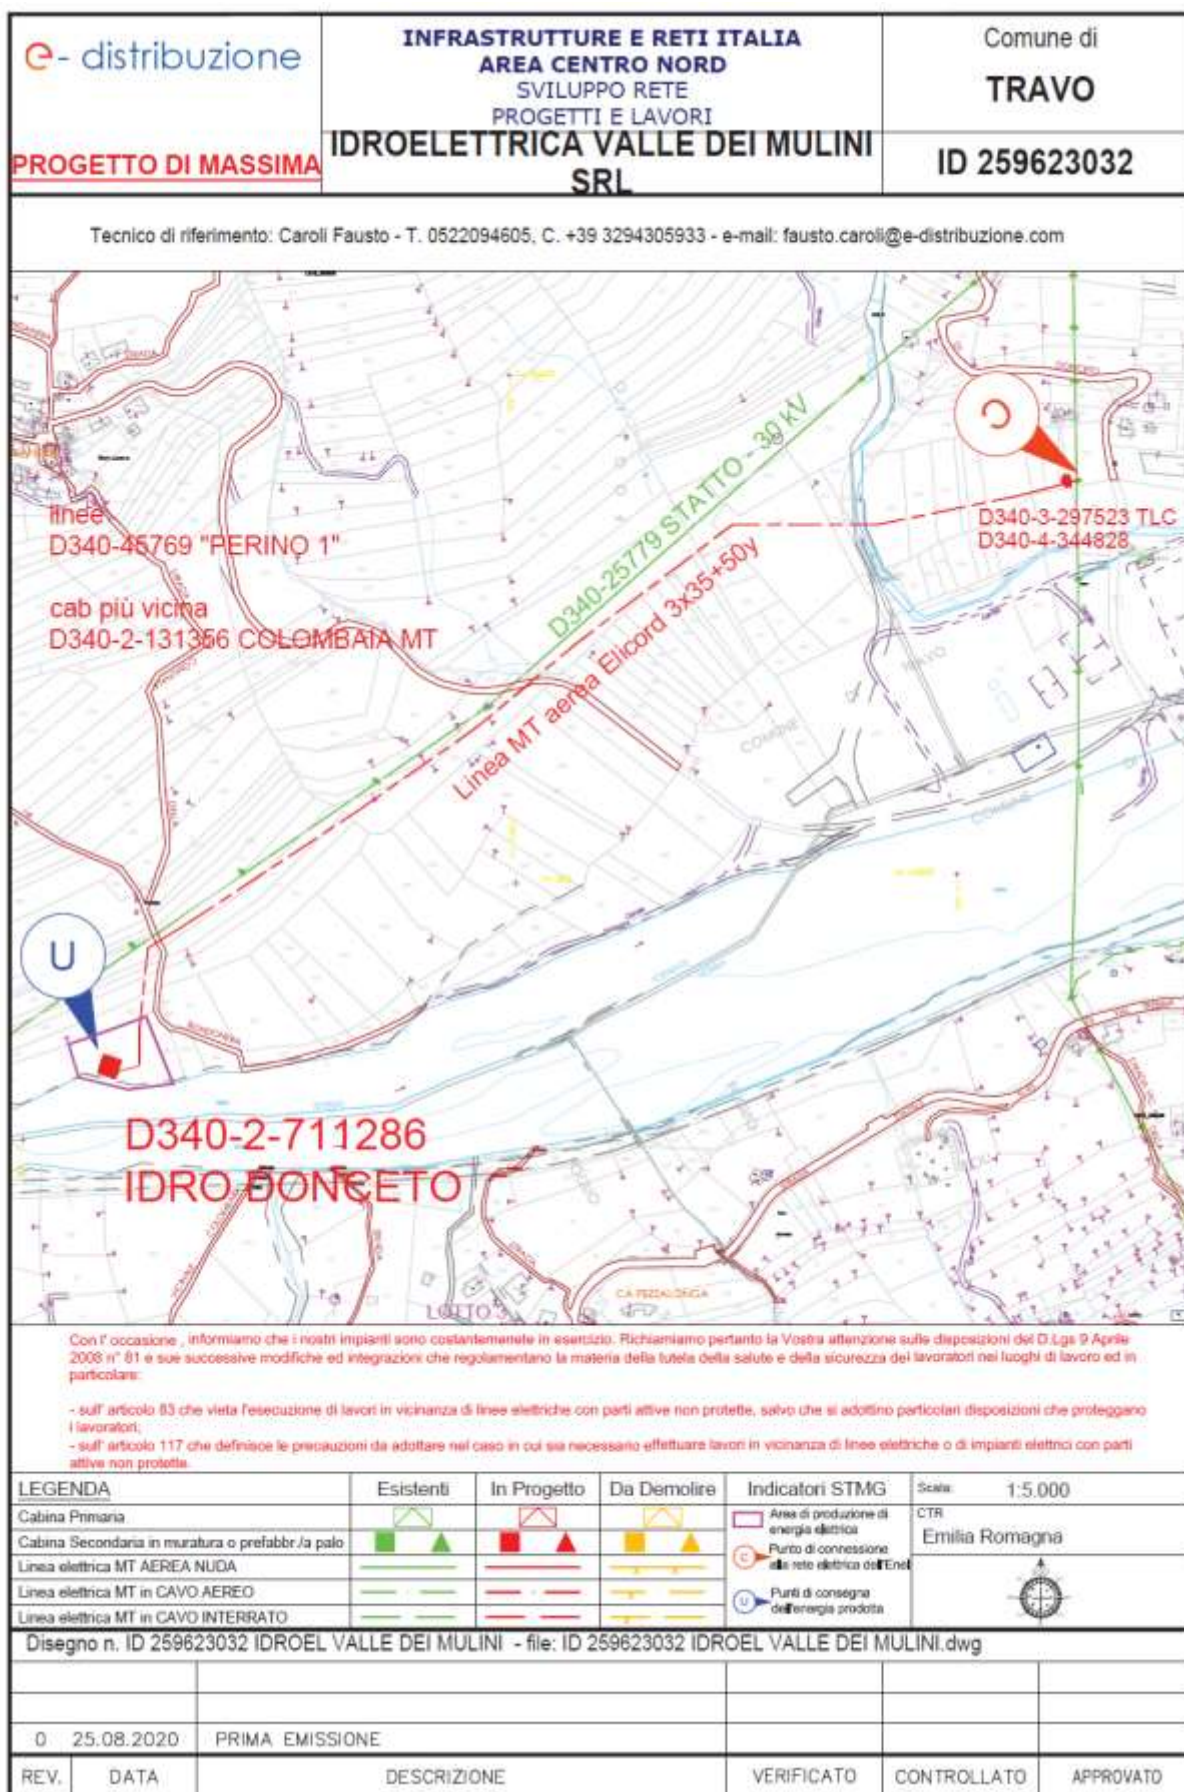 e- distribuzione
PROGETTO DI MASSIMA
INFRASTRUTTURE E RETI ITALIA
AREA CENTRO NORD
SVILUPPO RETE
PROGETTI E LAVORI
IDROELETTRICA VALLE DEI MULINI
SRL
Comune di
TRAVO
ID 259623032
Tecnico di riferimento: Caroli Fausto - T. 0522094605, C. +39 3294305933 - e-mail: fausto.caroli@e-distribuzione.com
C
D340-25779 STATTO - 30 kV
linee
D340-45769 "PERINO 1"
D340-3-297523 TLC
D340-4-344828
cab più vicina
D340-2-131356 COLOMBAIA MT
Linea MT aerea Elicord 3x35+50y
TRAVO
COMUNE
COMUNE
U
D340-2-711286
IDRO DONCETO
STRADA
CA PEZZALONGA
LOTTO 3
Con l' occasione , informiamo che i nostri impianti sono costantemente in esercizio. Richiamiamo pertanto la Vostra attenzione sulle disposizioni del D.Lgs 9 Aprile
2008 n° 81 e sue successive modifiche ed integrazioni che regolamentano la materia della tutela della salute e della sicurezza dei lavoratori nei luoghi di lavoro ed in
particolare:
- sull' articolo 83 che vieta l'esecuzione di lavori in vicinanza di linee elettriche con parti attive non protette, salvo che si adottino particolari disposizioni che proteggano
i lavoratori;
- sull' articolo 117 che definisce le precauzioni da adottare nel caso in cui sia necessario effettuare lavori in vicinanza di linee elettriche o di impianti elettrici con parti
attive non protette.
LEGENDA
Esistenti
In Progetto
Da Demolire
Indicatori STMG
Scala: 1:5.000
Cabina Primaria
Cabina Secondaria in muratura o prefabbr./a palo
Linea elettrica MT AEREA NUDA
Linea elettrica MT in CAVO AEREO
Linea elettrica MT in CAVO INTERRATO
Area di produzione di
energia elettrica
C
Punto di connessione
alla rete elettrica dell'Enel
U
Punti di consegna
dell'energia prodotta
CTR
Emilia Romagna
Disegno n. ID 259623032 IDROEL VALLE DEI MULINI - file: ID 259623032 IDROEL VALLE DEI MULINI.dwg
0 25.08.2020 PRIMA EMISSIONE
REV. DATA DESCRIZIONE VERIFICATO CONTROLLATO APPROVATO